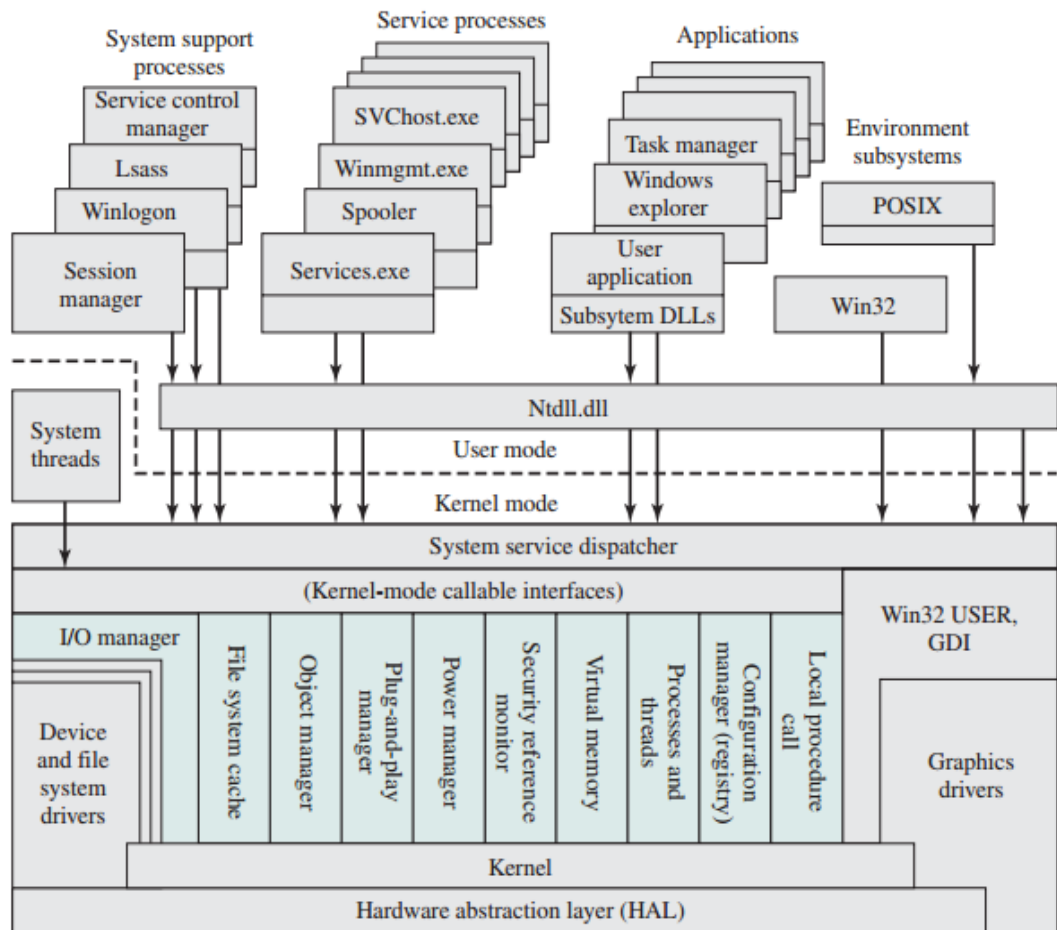 System support
processes
Service control
manager
Lsass
Winlogon
Session
manager
Service processes
SVChost.exe
Winmgmt.exe
Spooler
Services.exe
Applications
Task manager
Windows
explorer
User
application
Subsytem DLLs
Environment
subsystems
POSIX
Win32
Ntdll.dll
System
threads
User mode
Kernel mode
System service dispatcher
(Kernel-mode callable interfaces)
I/O manager
Device
and file
system
drivers
File system cache
Object manager
Plug-and-play
manager
Power manager
Security reference
monitor
Virtual memory
Processes and
threads
Configuration
manager (registry)
Local procedure
call
Win32 USER,
GDI
Graphics
drivers
Kernel
Hardware abstraction layer (HAL)